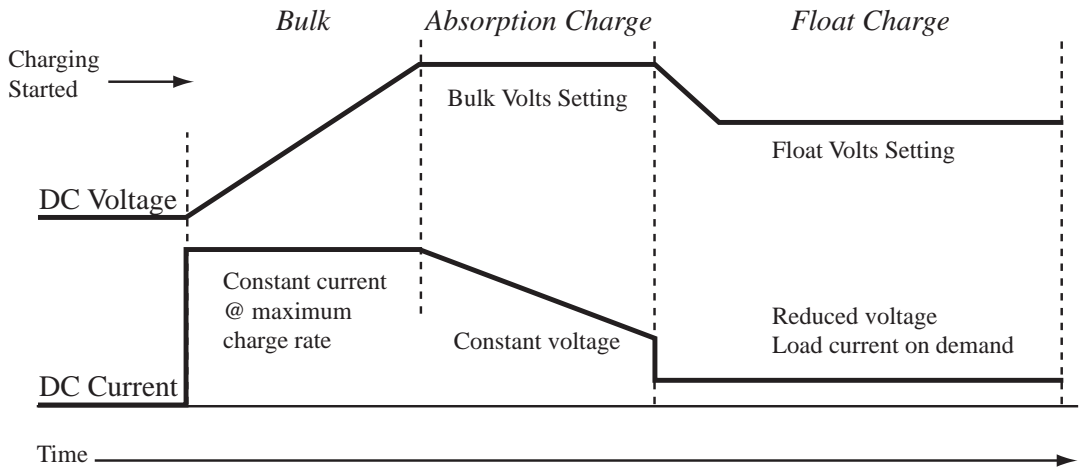 Bulk
Absorption Charge
Float Charge
Charging
Started
Bulk Volts Setting
Float Volts Setting
DC Voltage
Constant current
@ maximum
charge rate
Constant voltage
Reduced voltage
Load current on demand
DC Current
Time